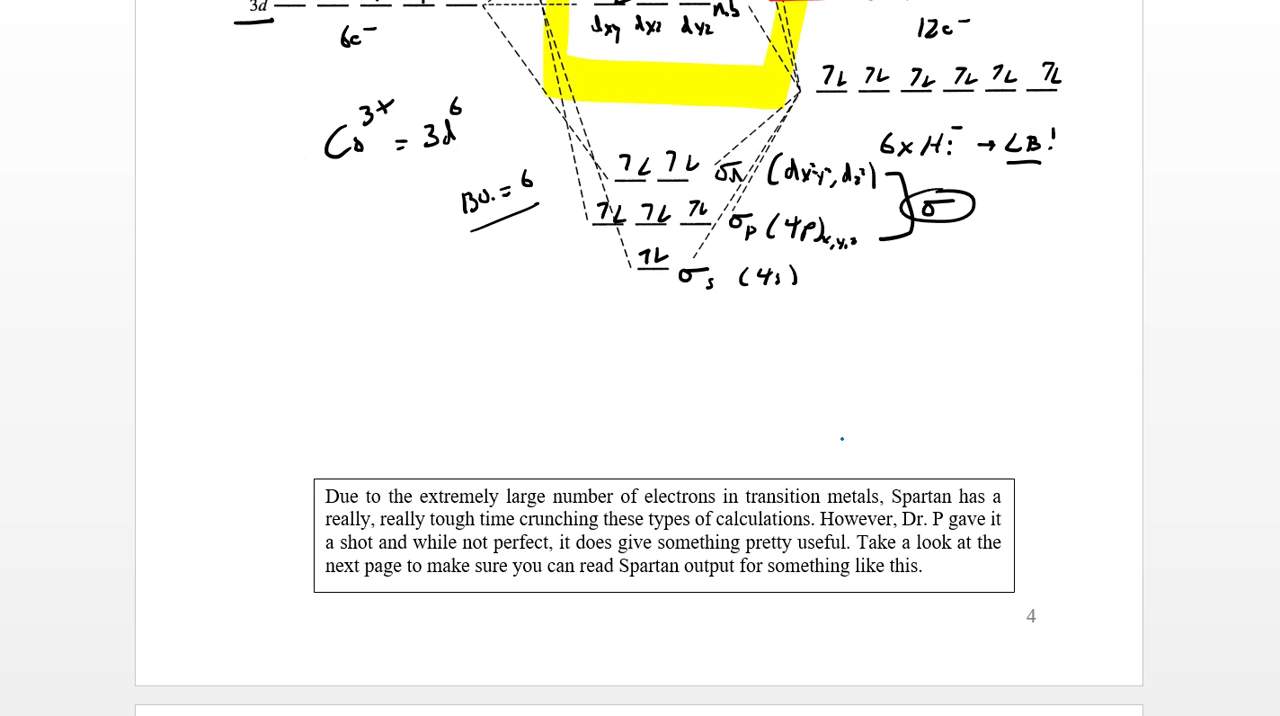 3d
6e⁻
dxy dxz dyz n.b
12e⁻
Co³⁺ = 3d⁶
6 x H:⁻ → LB!
B.O. = 6
(dx²-y², dz²)
σ
σp (4p)x,y,z
σs (4s)
Due to the extremely large number of electrons in transition metals, Spartan has a
really, really tough time crunching these types of calculations. However, Dr. P gave it
a shot and while not perfect, it does give something pretty useful. Take a look at the
next page to make sure you can read Spartan output for something like this.
4